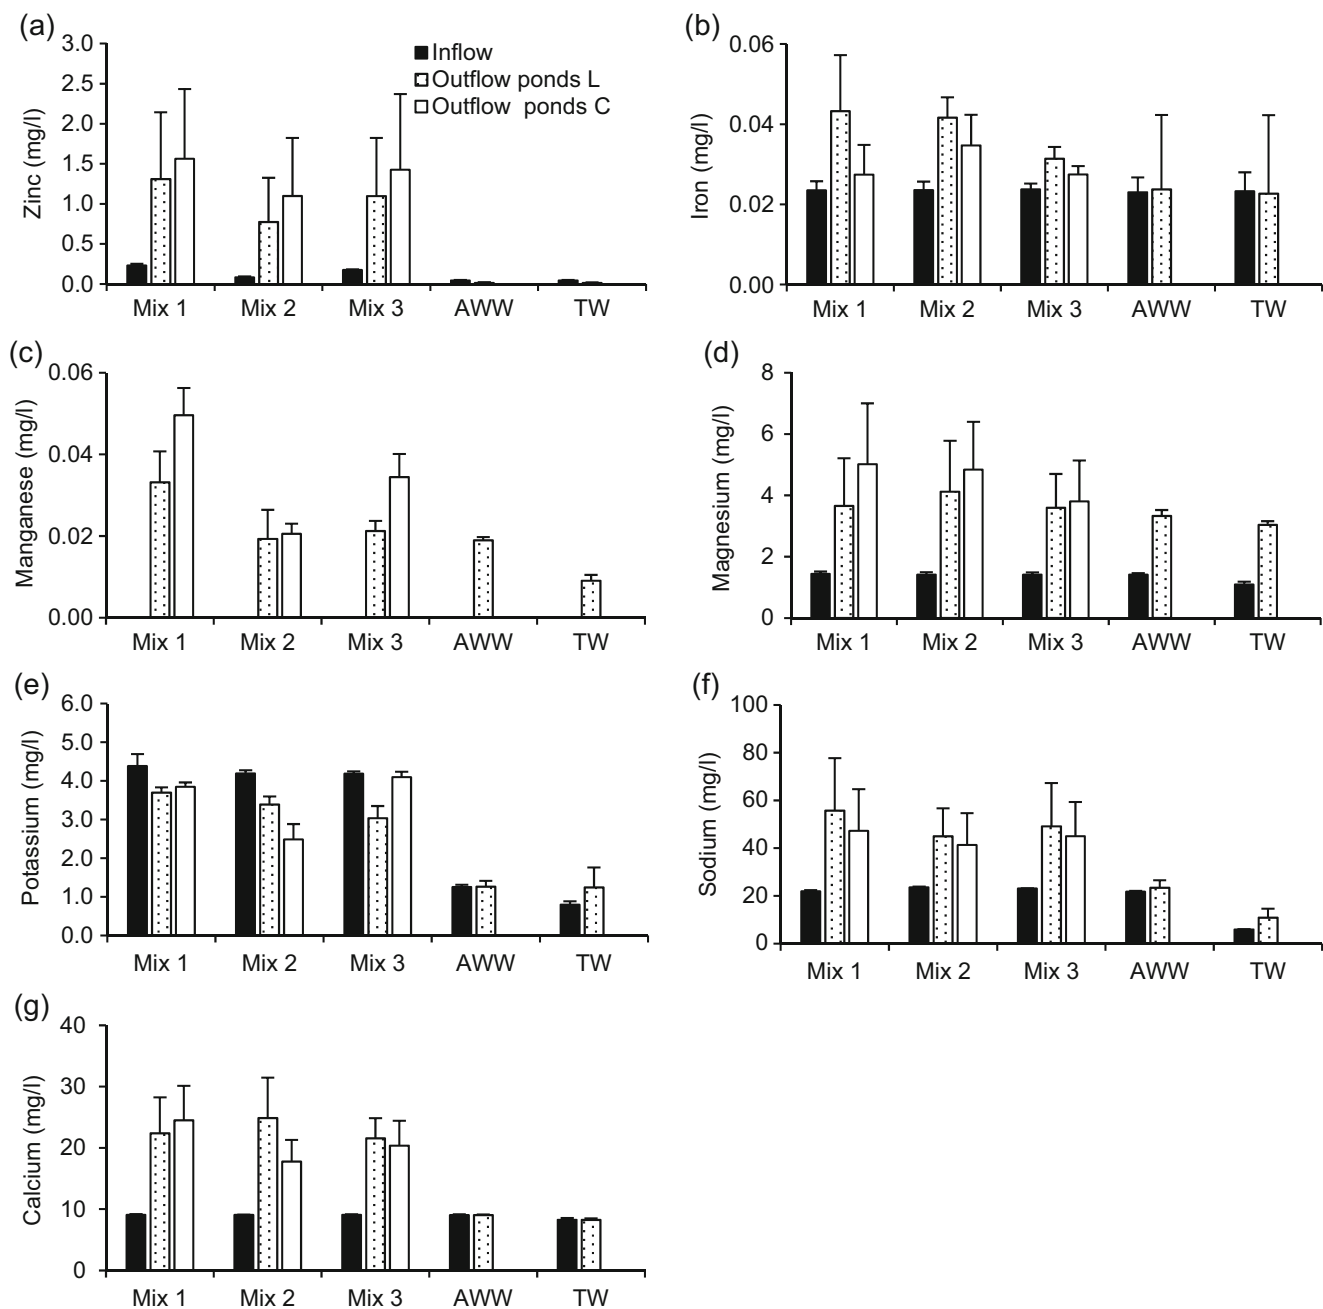 (a)
3.0
2.5
2.0
1.5
1.0
0.5
0.0
Zinc (mg/l)
Inflow
Outflow ponds L
Outflow ponds C
Mix 1 Mix 2 Mix 3 AWW TW
(b)
0.06
0.04
0.02
0.00
Iron (mg/l)
Mix 1 Mix 2 Mix 3 AWW TW
(c)
0.06
0.04
0.02
0.00
Manganese (mg/l)
Mix 1 Mix 2 Mix 3 AWW TW
(d)
8
6
4
2
0
Magnesium (mg/l)
Mix 1 Mix 2 Mix 3 AWW TW
(e)
6.0
5.0
4.0
3.0
2.0
1.0
0.0
Potassium (mg/l)
Mix 1 Mix 2 Mix 3 AWW TW
(f)
100
80
60
40
20
0
Sodium (mg/l)
Mix 1 Mix 2 Mix 3 AWW TW
(g)
40
30
20
10
0
Calcium (mg/l)
Mix 1 Mix 2 Mix 3 AWW TW